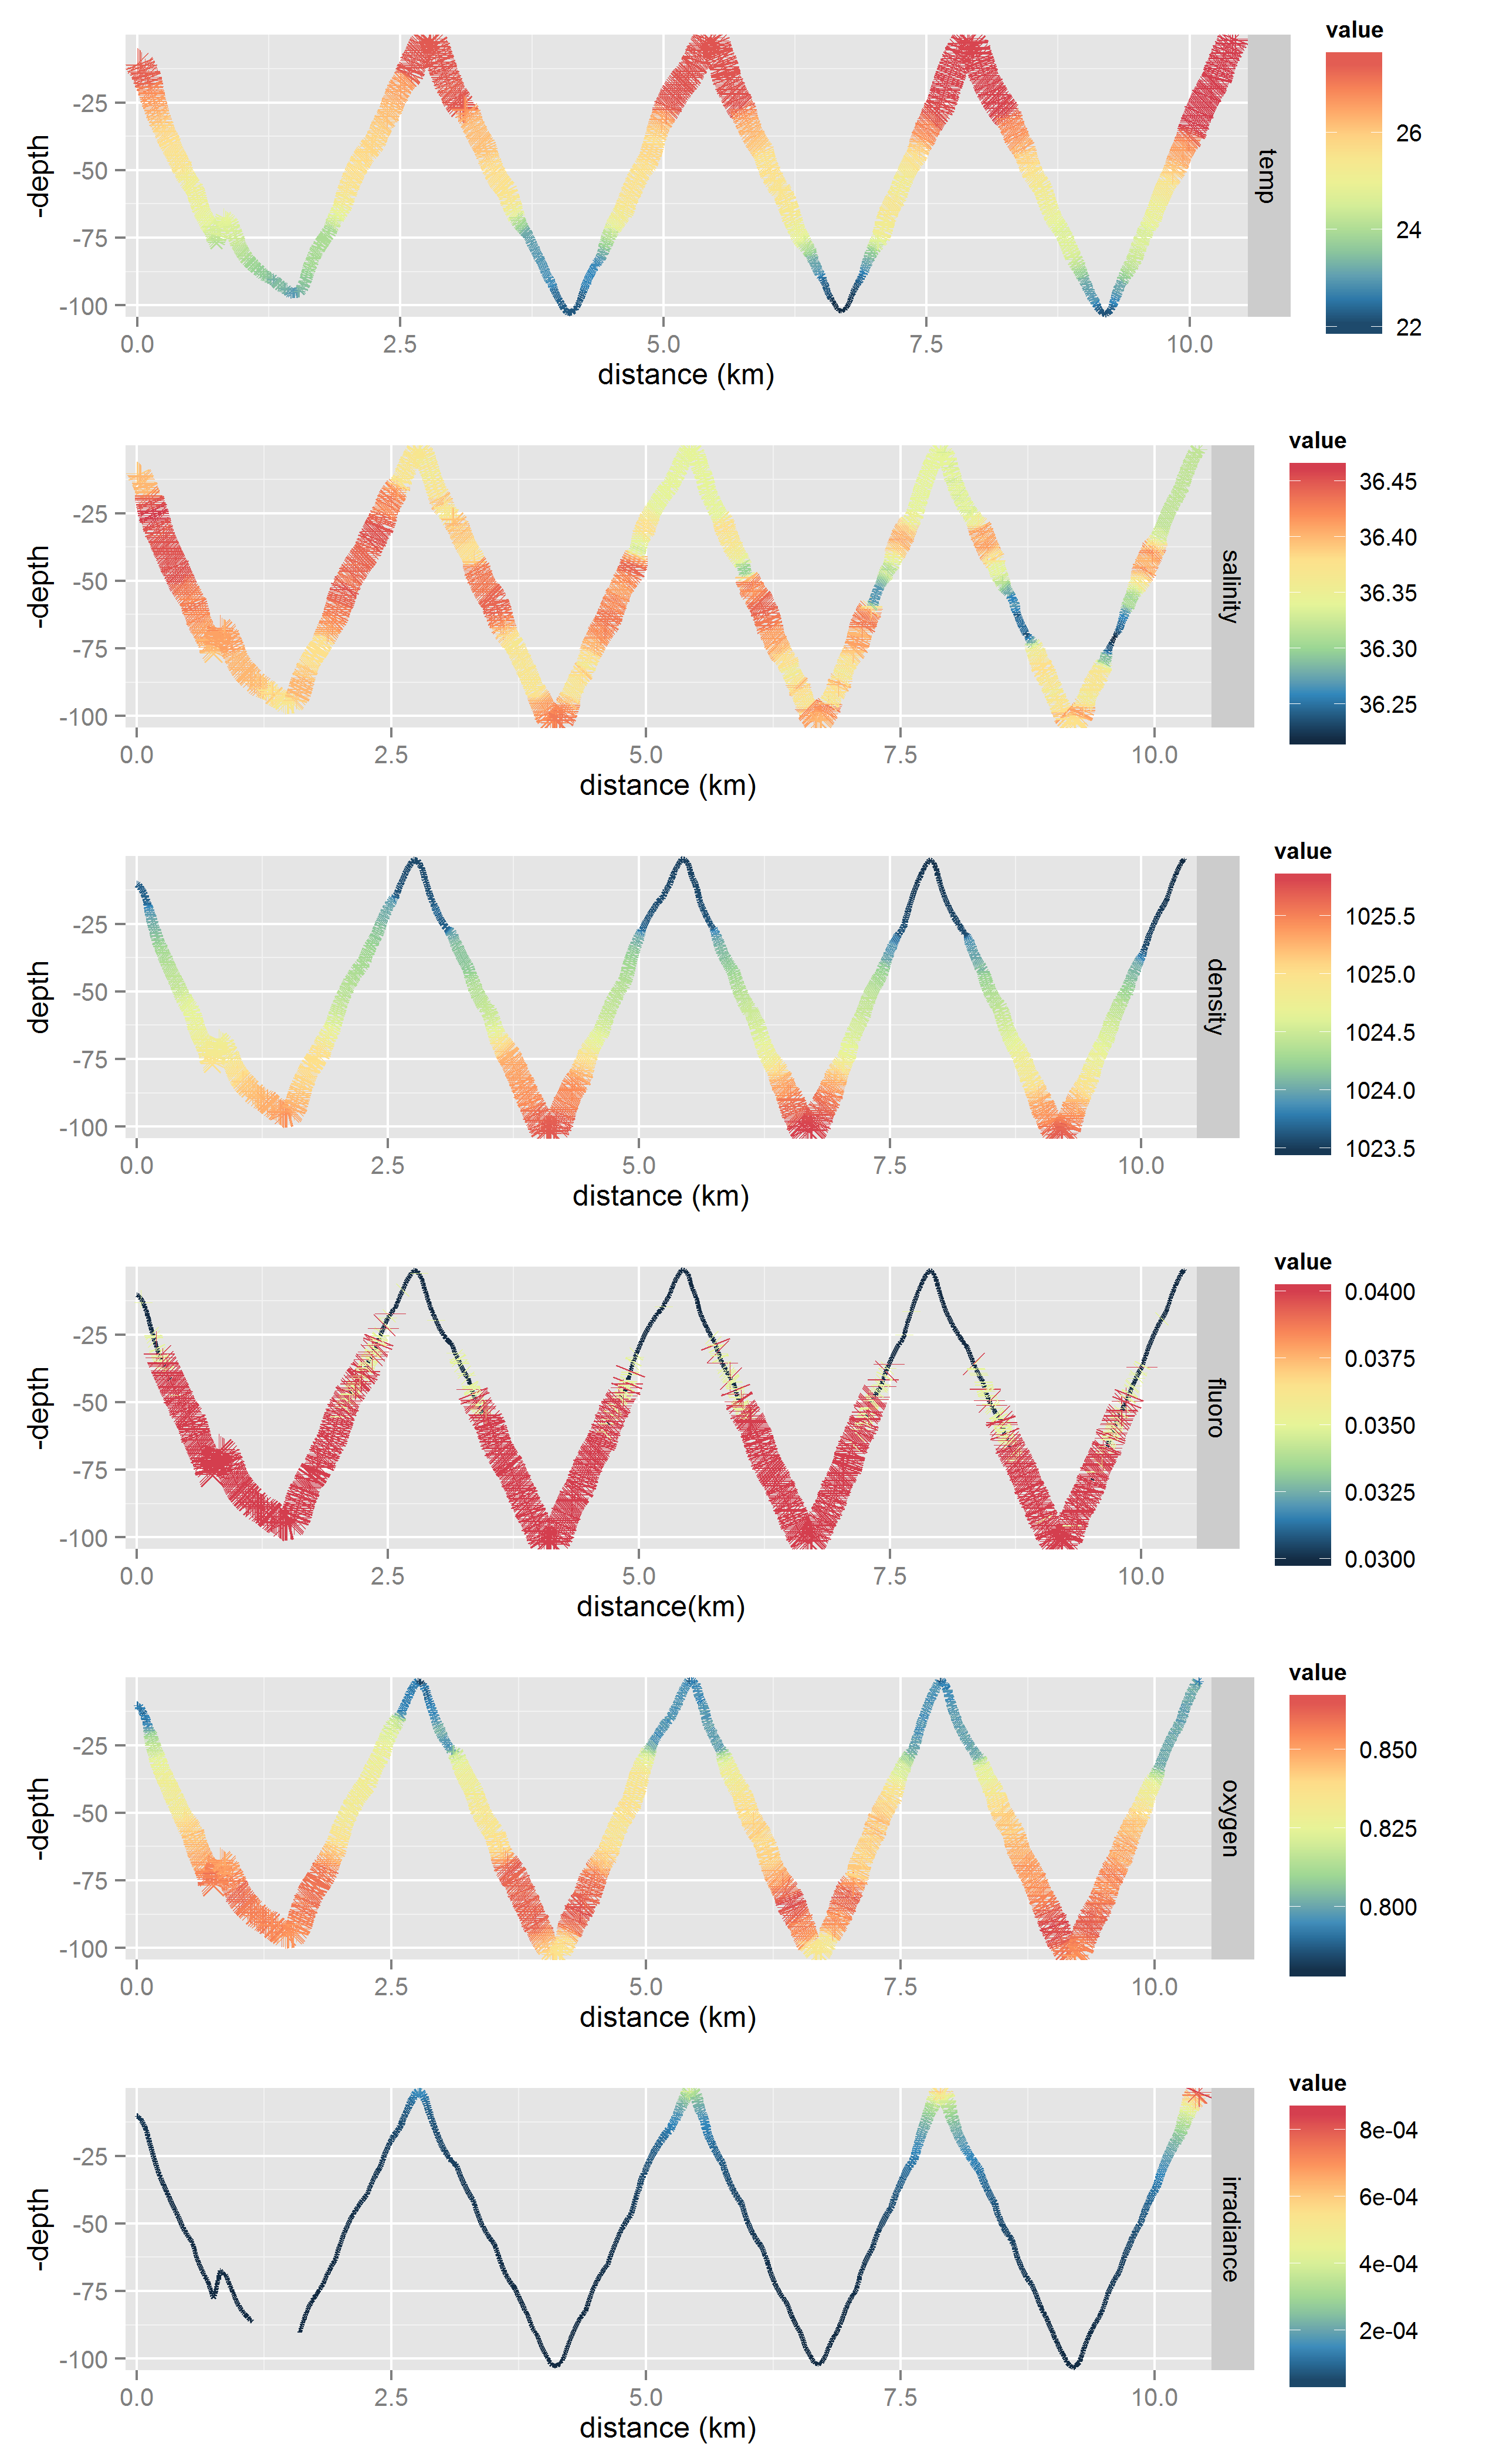 value
-25
-50
-75
-100
-depth
temp
26
24
22
0.0 2.5 5.0 7.5 10.0
distance (km)
value
-25
-50
-75
-100
-depth
salinity
36.45
36.40
36.35
36.30
36.25
0.0 2.5 5.0 7.5 10.0
distance (km)
value
-25
-50
-75
-100
depth
density
1025.5
1025.0
1024.5
1024.0
1023.5
0.0 2.5 5.0 7.5 10.0
distance (km)
value
-25
-50
-75
-100
-depth
fluoro
0.0400
0.0375
0.0350
0.0325
0.0300
0.0 2.5 5.0 7.5 10.0
distance(km)
value
-25
-50
-75
-100
-depth
oxygen
0.850
0.825
0.800
0.0 2.5 5.0 7.5 10.0
distance (km)
value
-25
-50
-75
-100
-depth
irradiance
8e-04
6e-04
4e-04
2e-04
0.0 2.5 5.0 7.5 10.0
distance (km)